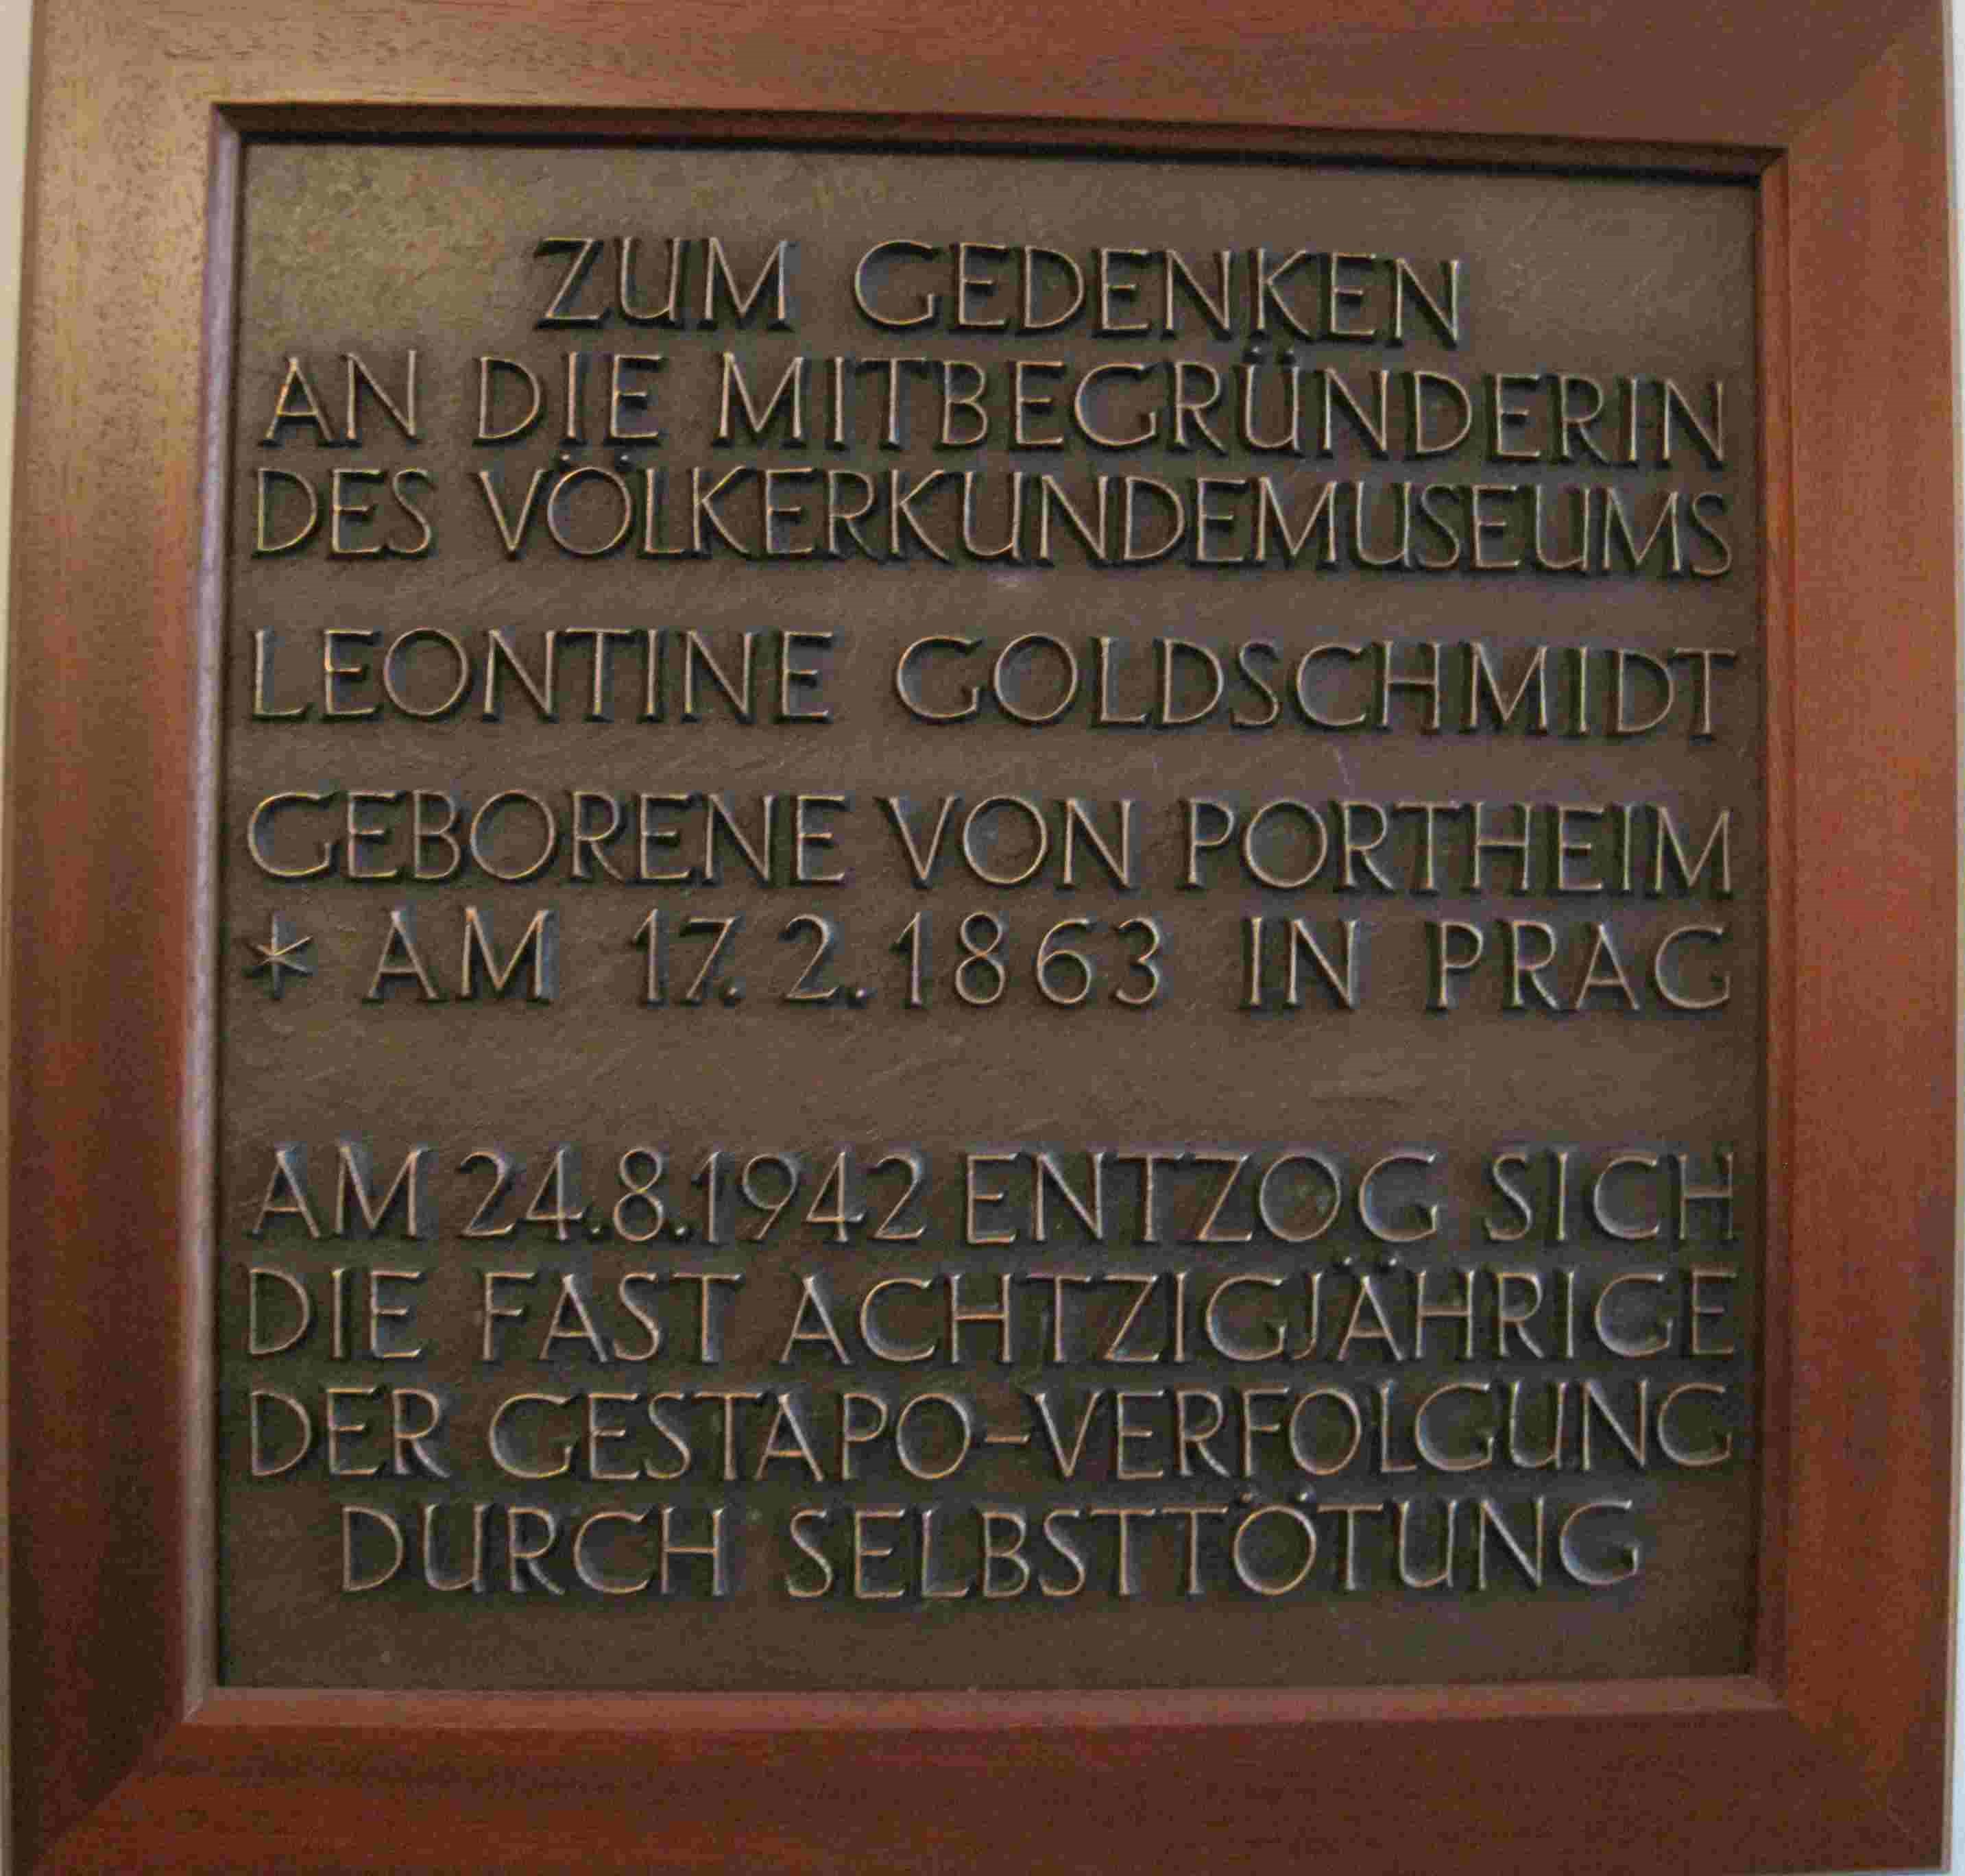 ZUM GEDENKEN
AN DIE MITBEGRÜNDERIN
DES VÖLKERKUNDEMUSEUMS
LEONTINE GOLDSCHMIDT
GEBORENE VON PORTHEIM
* AM 17.2.1863 IN PRAG
AM 24.8.1942 ENTZOG SICH
DIE FAST ACHTZIGJÄHRIGE
DER GESTAPO-VERFOLGUNG
DURCH SELBSTTÖTUNG